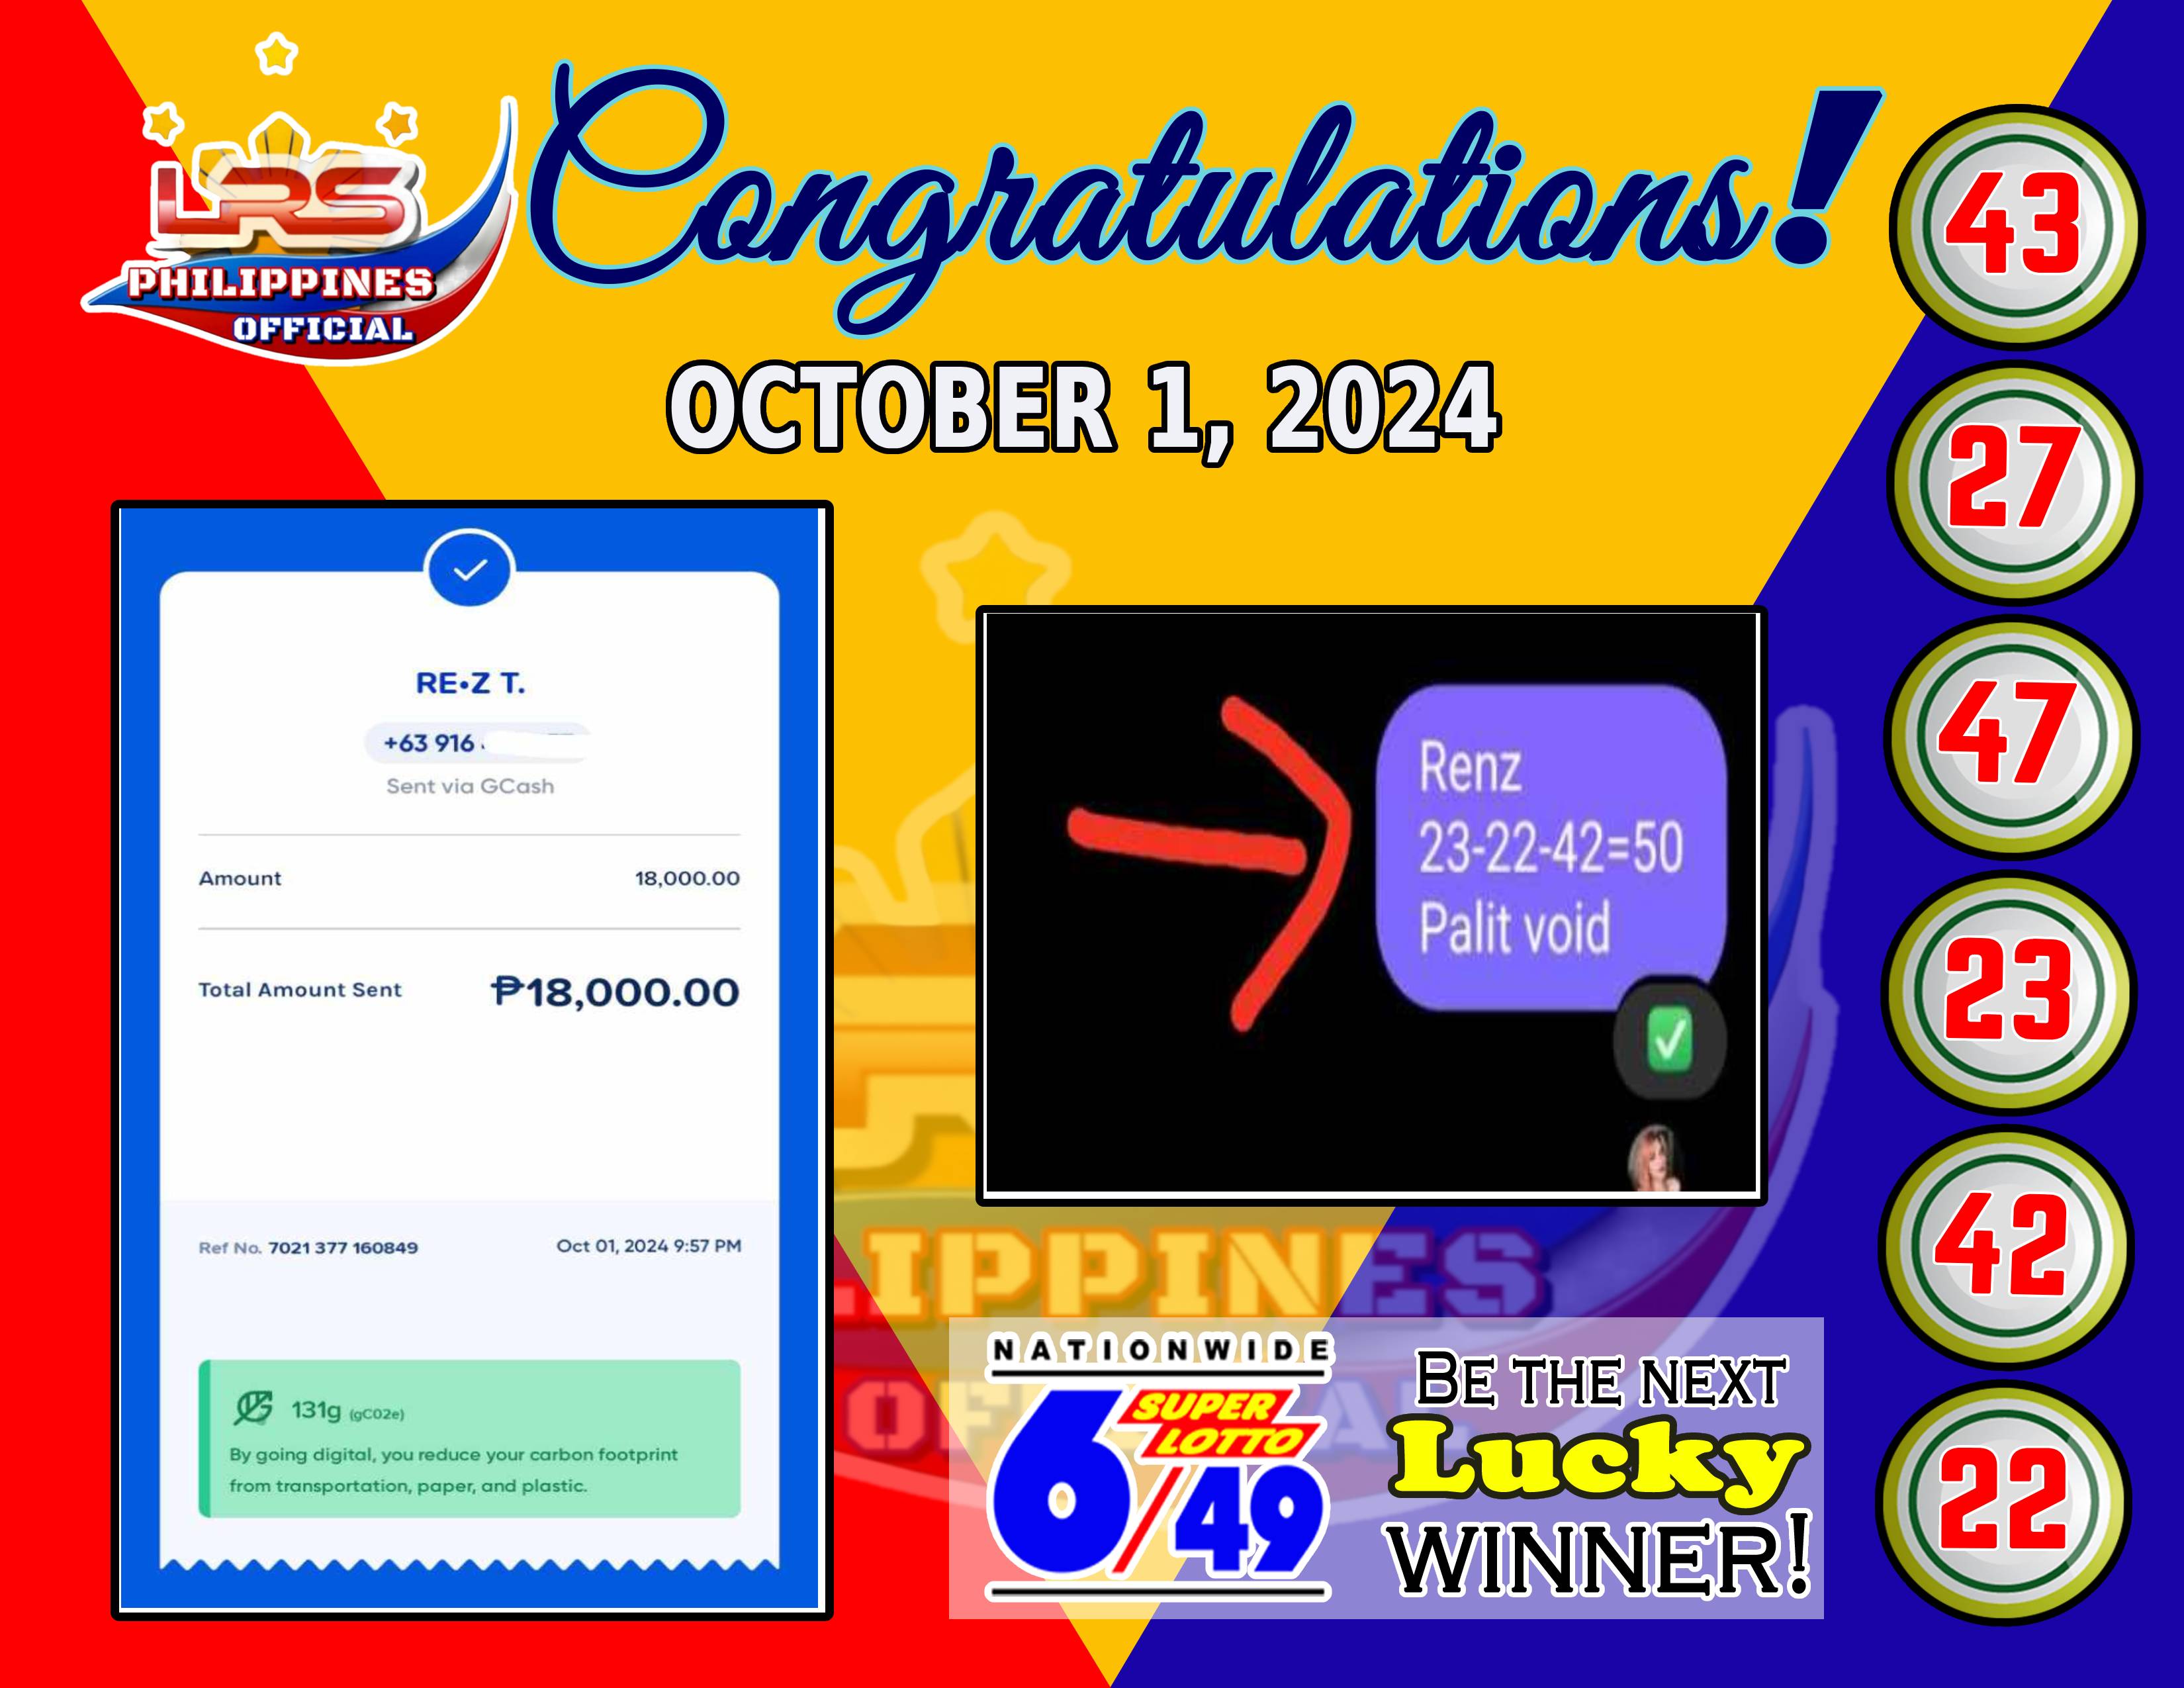 LRS
PHILIPPINES
OFFICIAL
Congratulations!
OCTOBER 1, 2024
RE•Z T.
+63 916
Sent via GCash
Amount 18,000.00
Total Amount Sent ₱18,000.00
Ref No. 7021 377 160849 Oct 01, 2024 9:57 PM
131g (gCO2e)
By going digital, you reduce your carbon footprint
from transportation, paper, and plastic.
Renz
23-22-42=50
Palit void
IPPINES
NATIONWIDE
6/49
SUPER
LOTTO
BE THE NEXT
Lucky
WINNER!
43
27
47
23
42
22